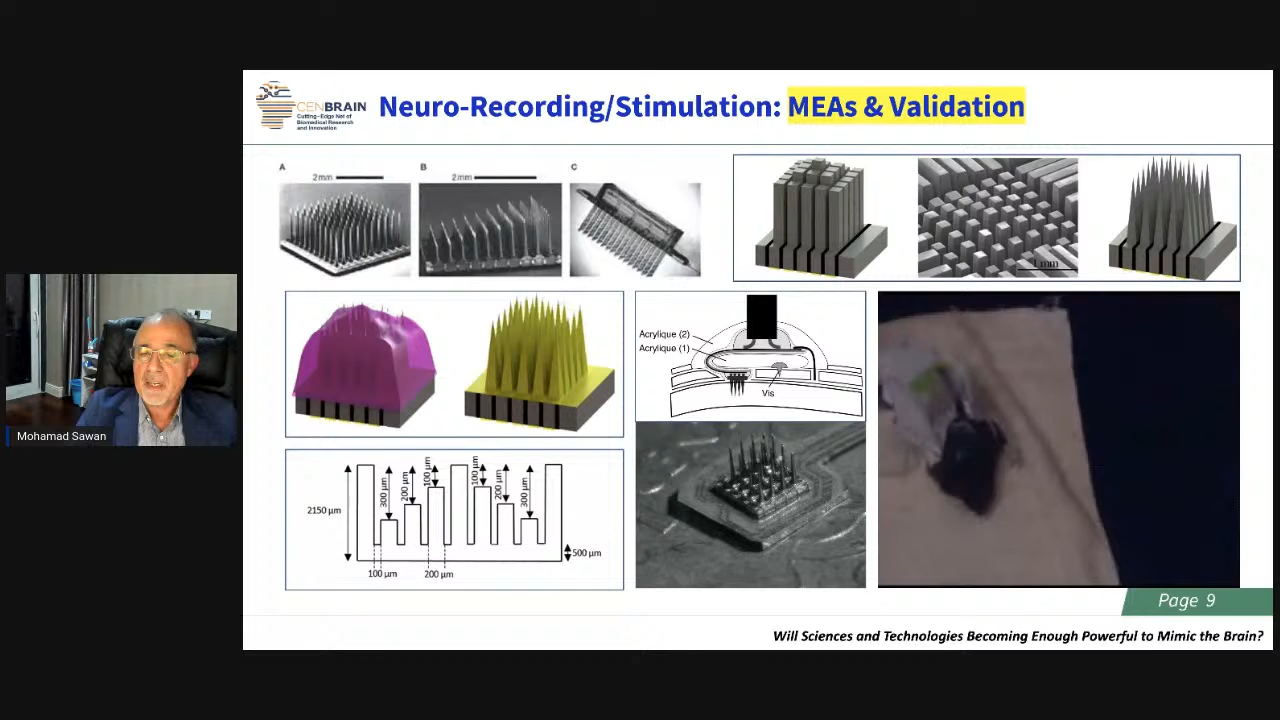 CENBRAIN
Cutting-Edge Net of
Biomedical Research
and Innovation
Neuro-Recording/Stimulation: MEAs & Validation
A
B
C
2mm
2mm
1 mm
Acrylique (2)
Acrylique (1)
Vis
2150 µm
300 µm
200 µm
100 µm
100 µm
200 µm
300 µm
500 µm
100 µm
200 µm
Mohamad Sawan
Page 9
Will Sciences and Technologies Becoming Enough Powerful to Mimic the Brain?